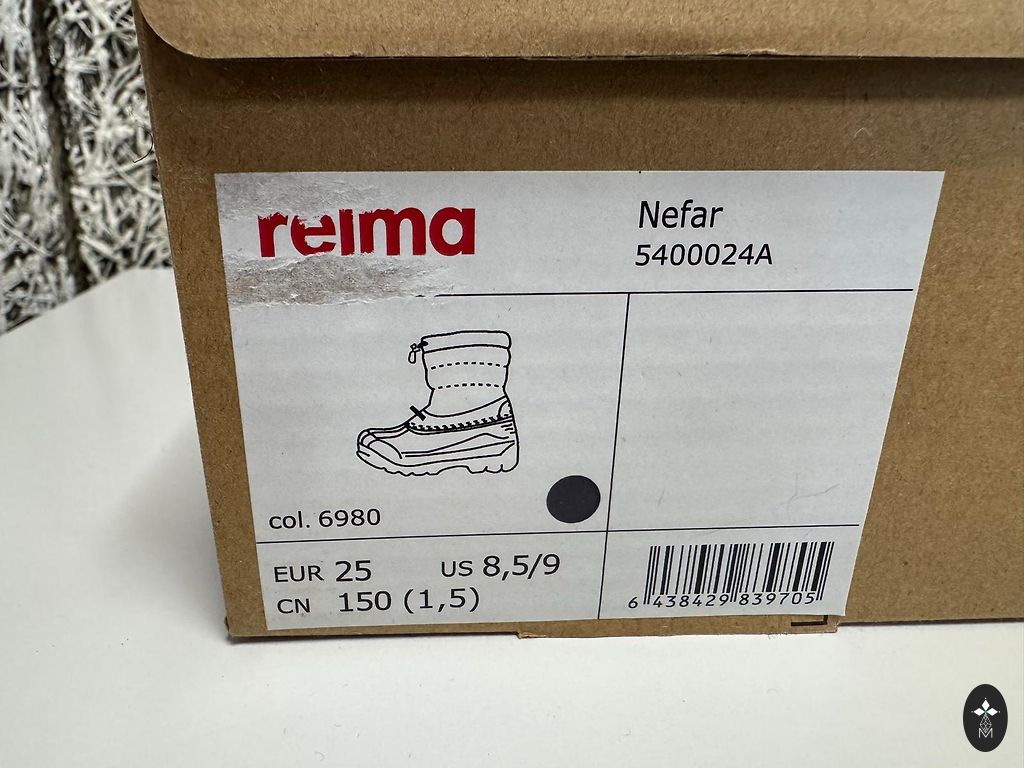 reima
Nefar
5400024A
col. 6980
EUR 25 US 8,5/9
CN 150 (1,5)
6 438429 839705
M